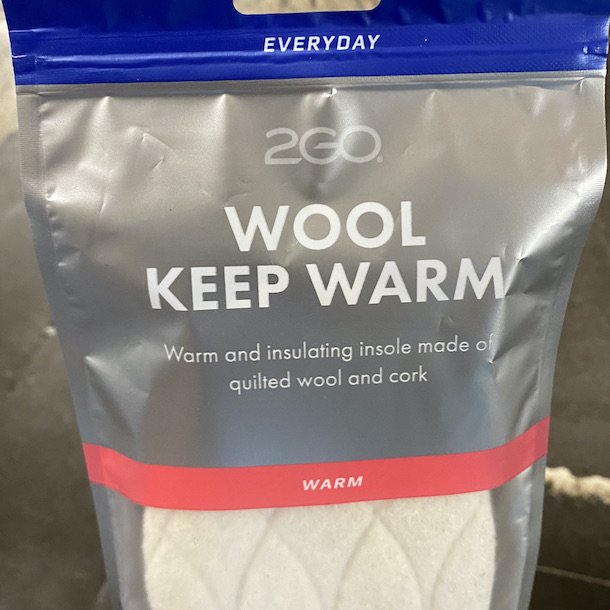 EVERYDAY
2GO
WOOL
KEEP WARM
Warm and insulating insole made of
quilted wool and cork
WARM